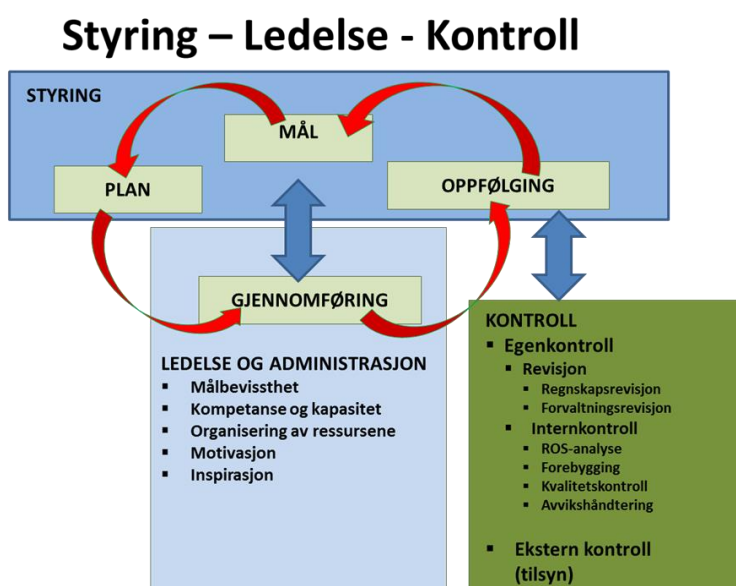 Styring – Ledelse - Kontroll
STYRING
MÅL
PLAN
OPPFØLGING
GJENNOMFØRING
LEDELSE OG ADMINISTRASJON
▪ Målbevissthet
▪ Kompetanse og kapasitet
▪ Organisering av ressursene
▪ Motivasjon
▪ Inspirasjon
KONTROLL
▪ Egenkontroll
▪ Revisjon
▪ Regnskapsrevisjon
▪ Forvaltningsrevisjon
▪ Internkontroll
▪ ROS-analyse
▪ Forebygging
▪ Kvalitetskontroll
▪ Avvikshåndtering
▪ Ekstern kontroll
(tilsyn)